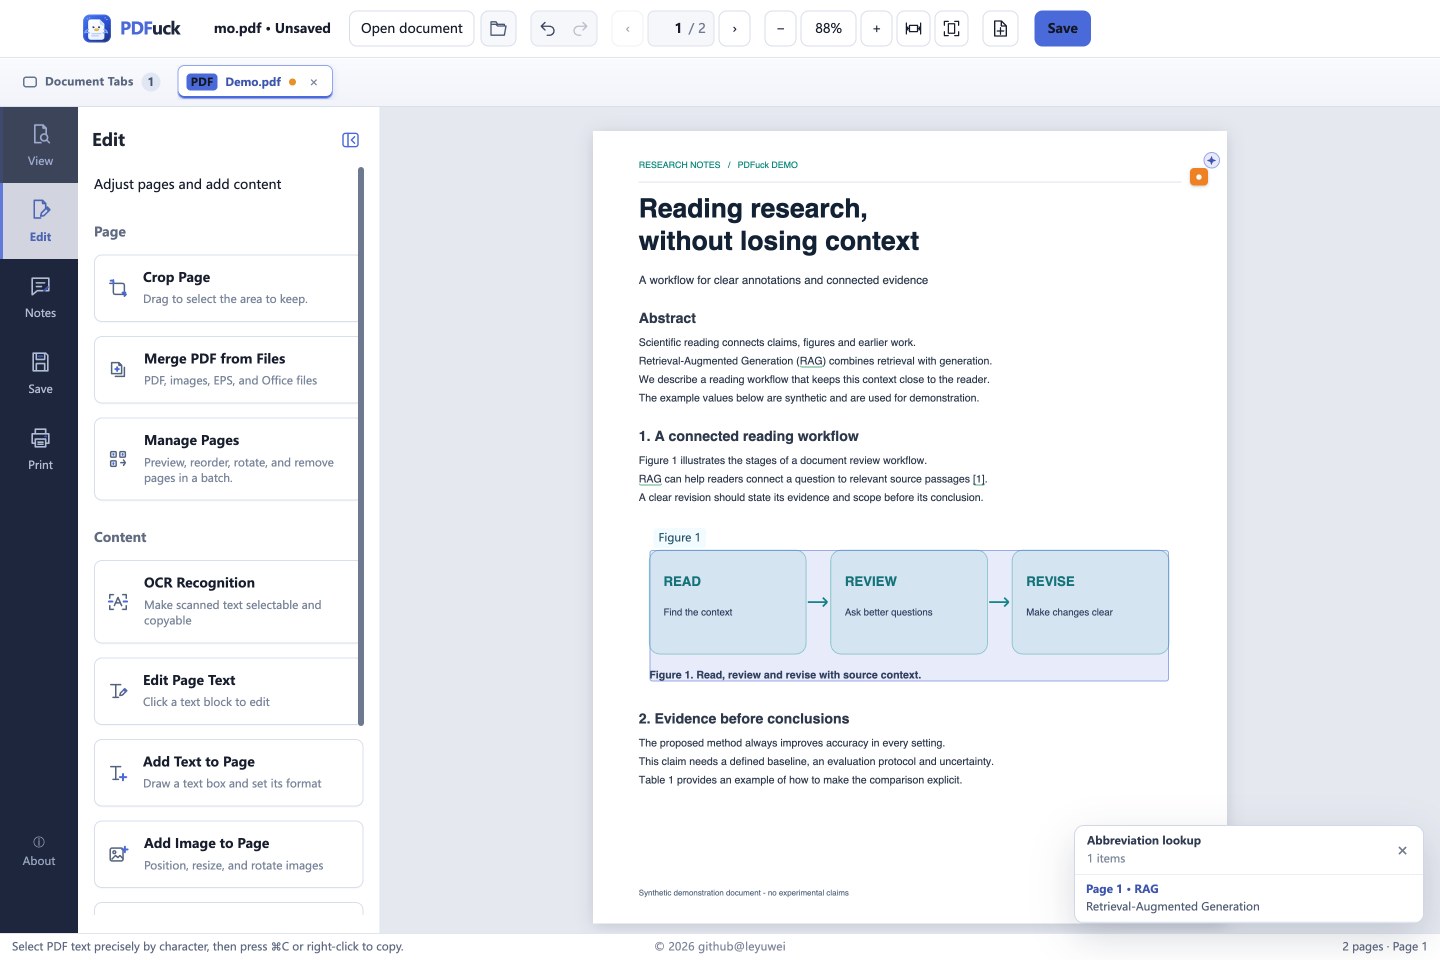 PDFuck
mo.pdf • Unsaved
Open document
1 / 2
88%
Save
Document Tabs 1
PDF Demo.pdf
View
Edit
Notes
Save
Print
About
Edit
Adjust pages and add content
Page
Crop Page
Drag to select the area to keep.
Merge PDF from Files
PDF, images, EPS, and Office files
Manage Pages
Preview, reorder, rotate, and remove
pages in a batch.
Content
OCR Recognition
Make scanned text selectable and
copyable
Edit Page Text
Click a text block to edit
Add Text to Page
Draw a text box and set its format
Add Image to Page
Position, resize, and rotate images
RESEARCH NOTES / PDFuck DEMO
Reading research,
without losing context
A workflow for clear annotations and connected evidence
Abstract
Scientific reading connects claims, figures and earlier work.
Retrieval-Augmented Generation (RAG) combines retrieval with generation.
We describe a reading workflow that keeps this context close to the reader.
The example values below are synthetic and are used for demonstration.
1. A connected reading workflow
Figure 1 illustrates the stages of a document review workflow.
RAG can help readers connect a question to relevant source passages [1].
A clear revision should state its evidence and scope before its conclusion.
Figure 1
READ
Find the context
REVIEW
Ask better questions
REVISE
Make changes clear
Figure 1. Read, review and revise with source context.
2. Evidence before conclusions
The proposed method always improves accuracy in every setting.
This claim needs a defined baseline, an evaluation protocol and uncertainty.
Table 1 provides an example of how to make the comparison explicit.
Synthetic demonstration document - no experimental claims
Abbreviation lookup
1 items
Page 1 • RAG
Retrieval-Augmented Generation
Select PDF text precisely by character, then press ⌘C or right-click to copy.
© 2026 github@leyuwei
2 pages · Page 1